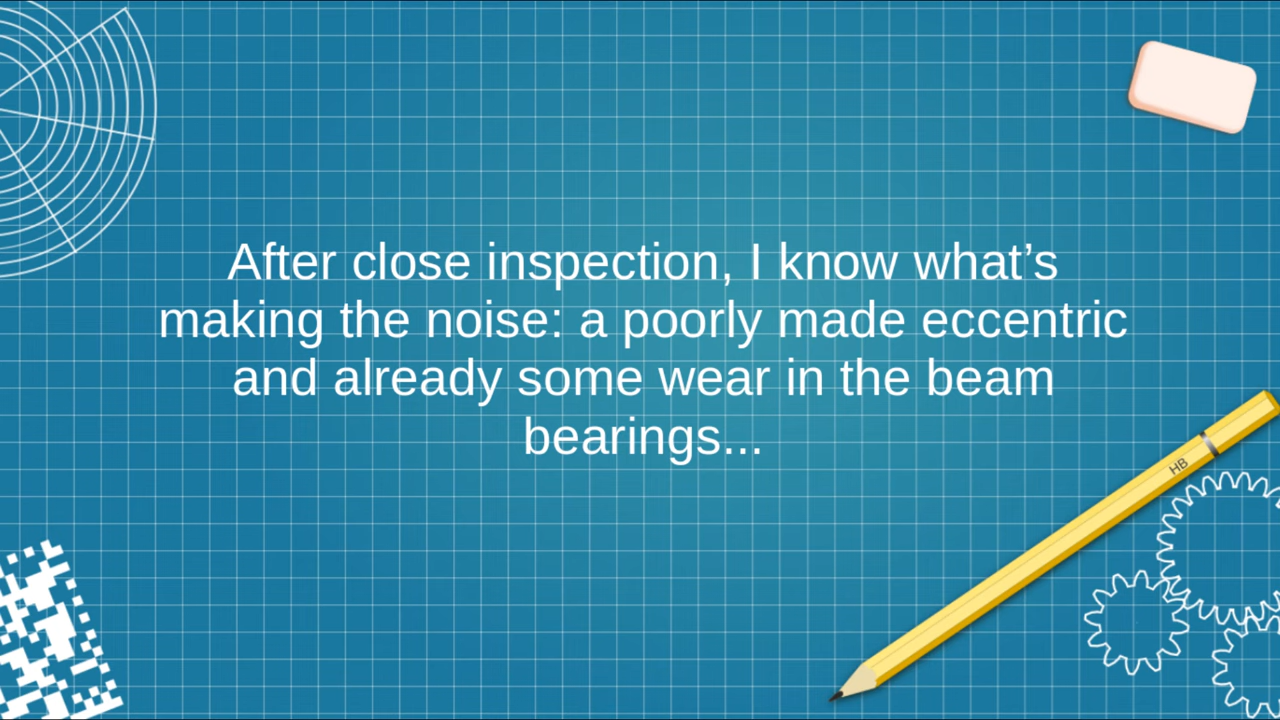 After close inspection, I know what’s
making the noise: a poorly made eccentric
and already some wear in the beam
bearings...
HB